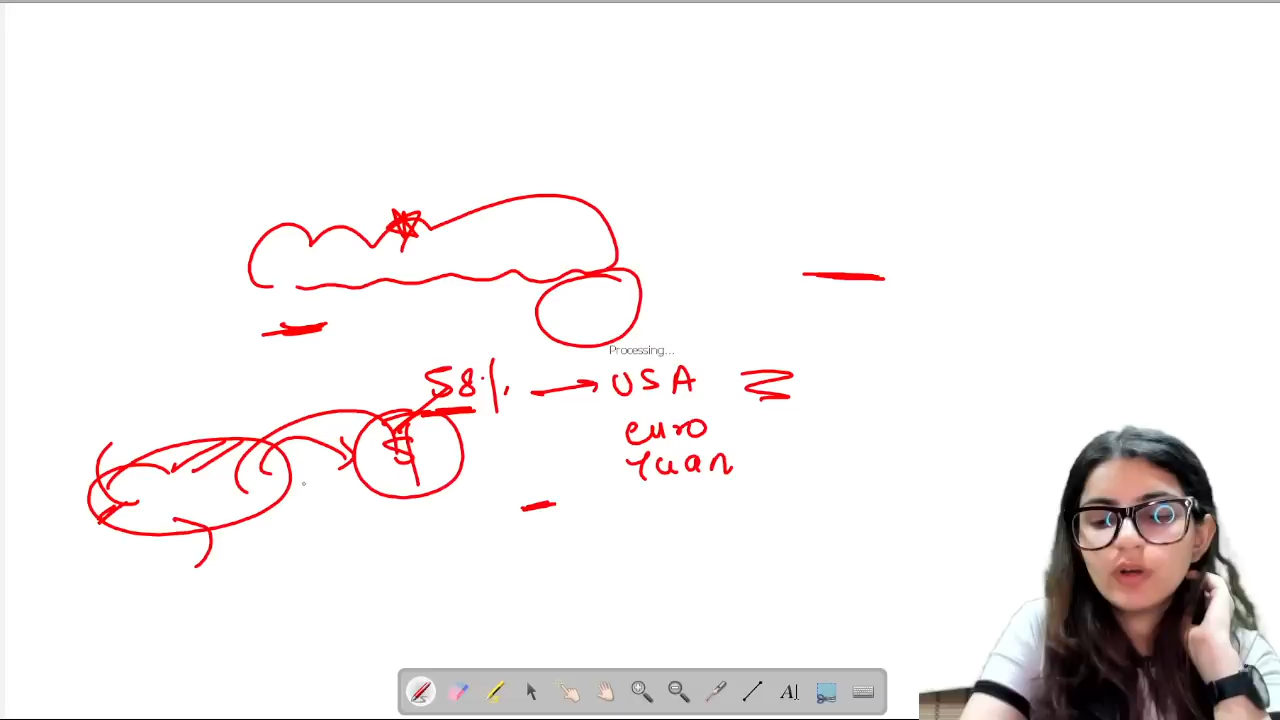 Processing...
58% → USA
euro
Yuan
$
AI